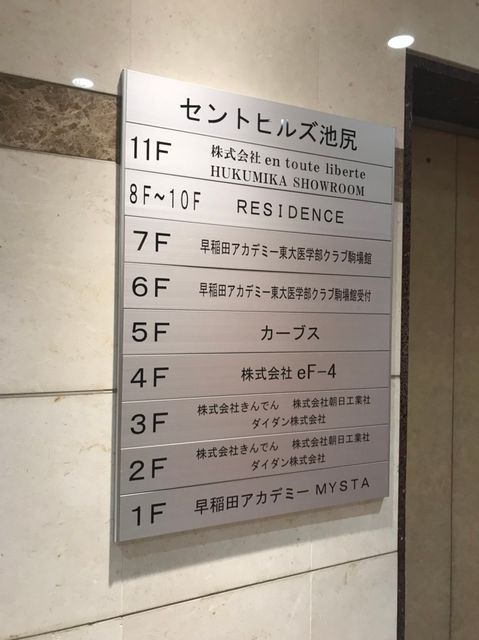 セントヒルズ池尻
11F 株式会社 en toute liberte
HUKUMIKA SHOWROOM
8F~10F RESIDENCE
7F 早稲田アカデミー東大医学部クラブ駒場館
6F 早稲田アカデミー東大医学部クラブ駒場館受付
5F カーブス
4F 株式会社 eF-4
3F 株式会社きんでん 株式会社朝日工業社
ダイダン株式会社
2F 株式会社きんでん 株式会社朝日工業社
ダイダン株式会社
1F 早稲田アカデミー MYSTA